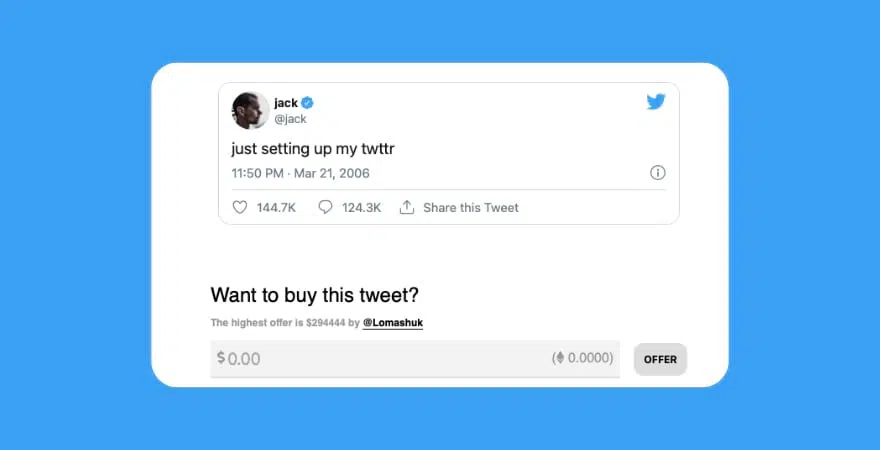 jack
@jack
just setting up my twttr
11:50 PM · Mar 21, 2006
144.7K 124.3K Share this Tweet
Want to buy this tweet?
The highest offer is $294444 by @Lomashuk
$0.00 (0.0000) OFFER